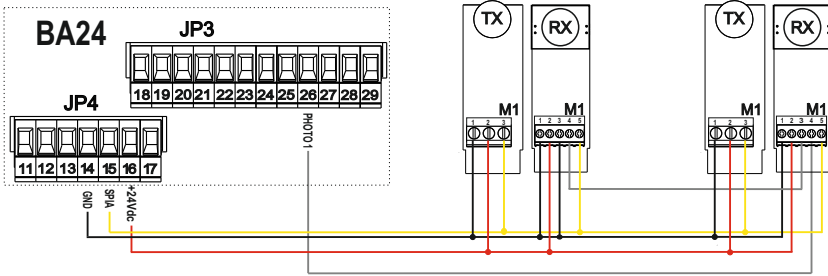 BA24
JP3
18 19 20 21 22 23 24 25 26 27 28 29
PHOTO1
JP4
11 12 13 14 15 16 17
GND
SPIA
+24Vdc
TX
RX
TX
RX
M1
1 2 3
M1
1 2 3 4 5
M1
1 2 3
M1
1 2 3 4 5